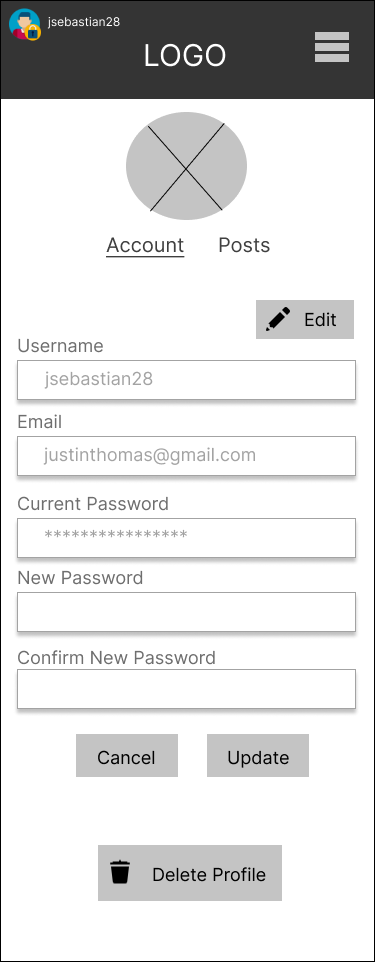 jsebastian28
LOGO
Account Posts
Edit
Username
jsebastian28
Email
justinthomas@gmail.com
Current Password
****************
New Password
Confirm New Password
Cancel Update
Delete Profile